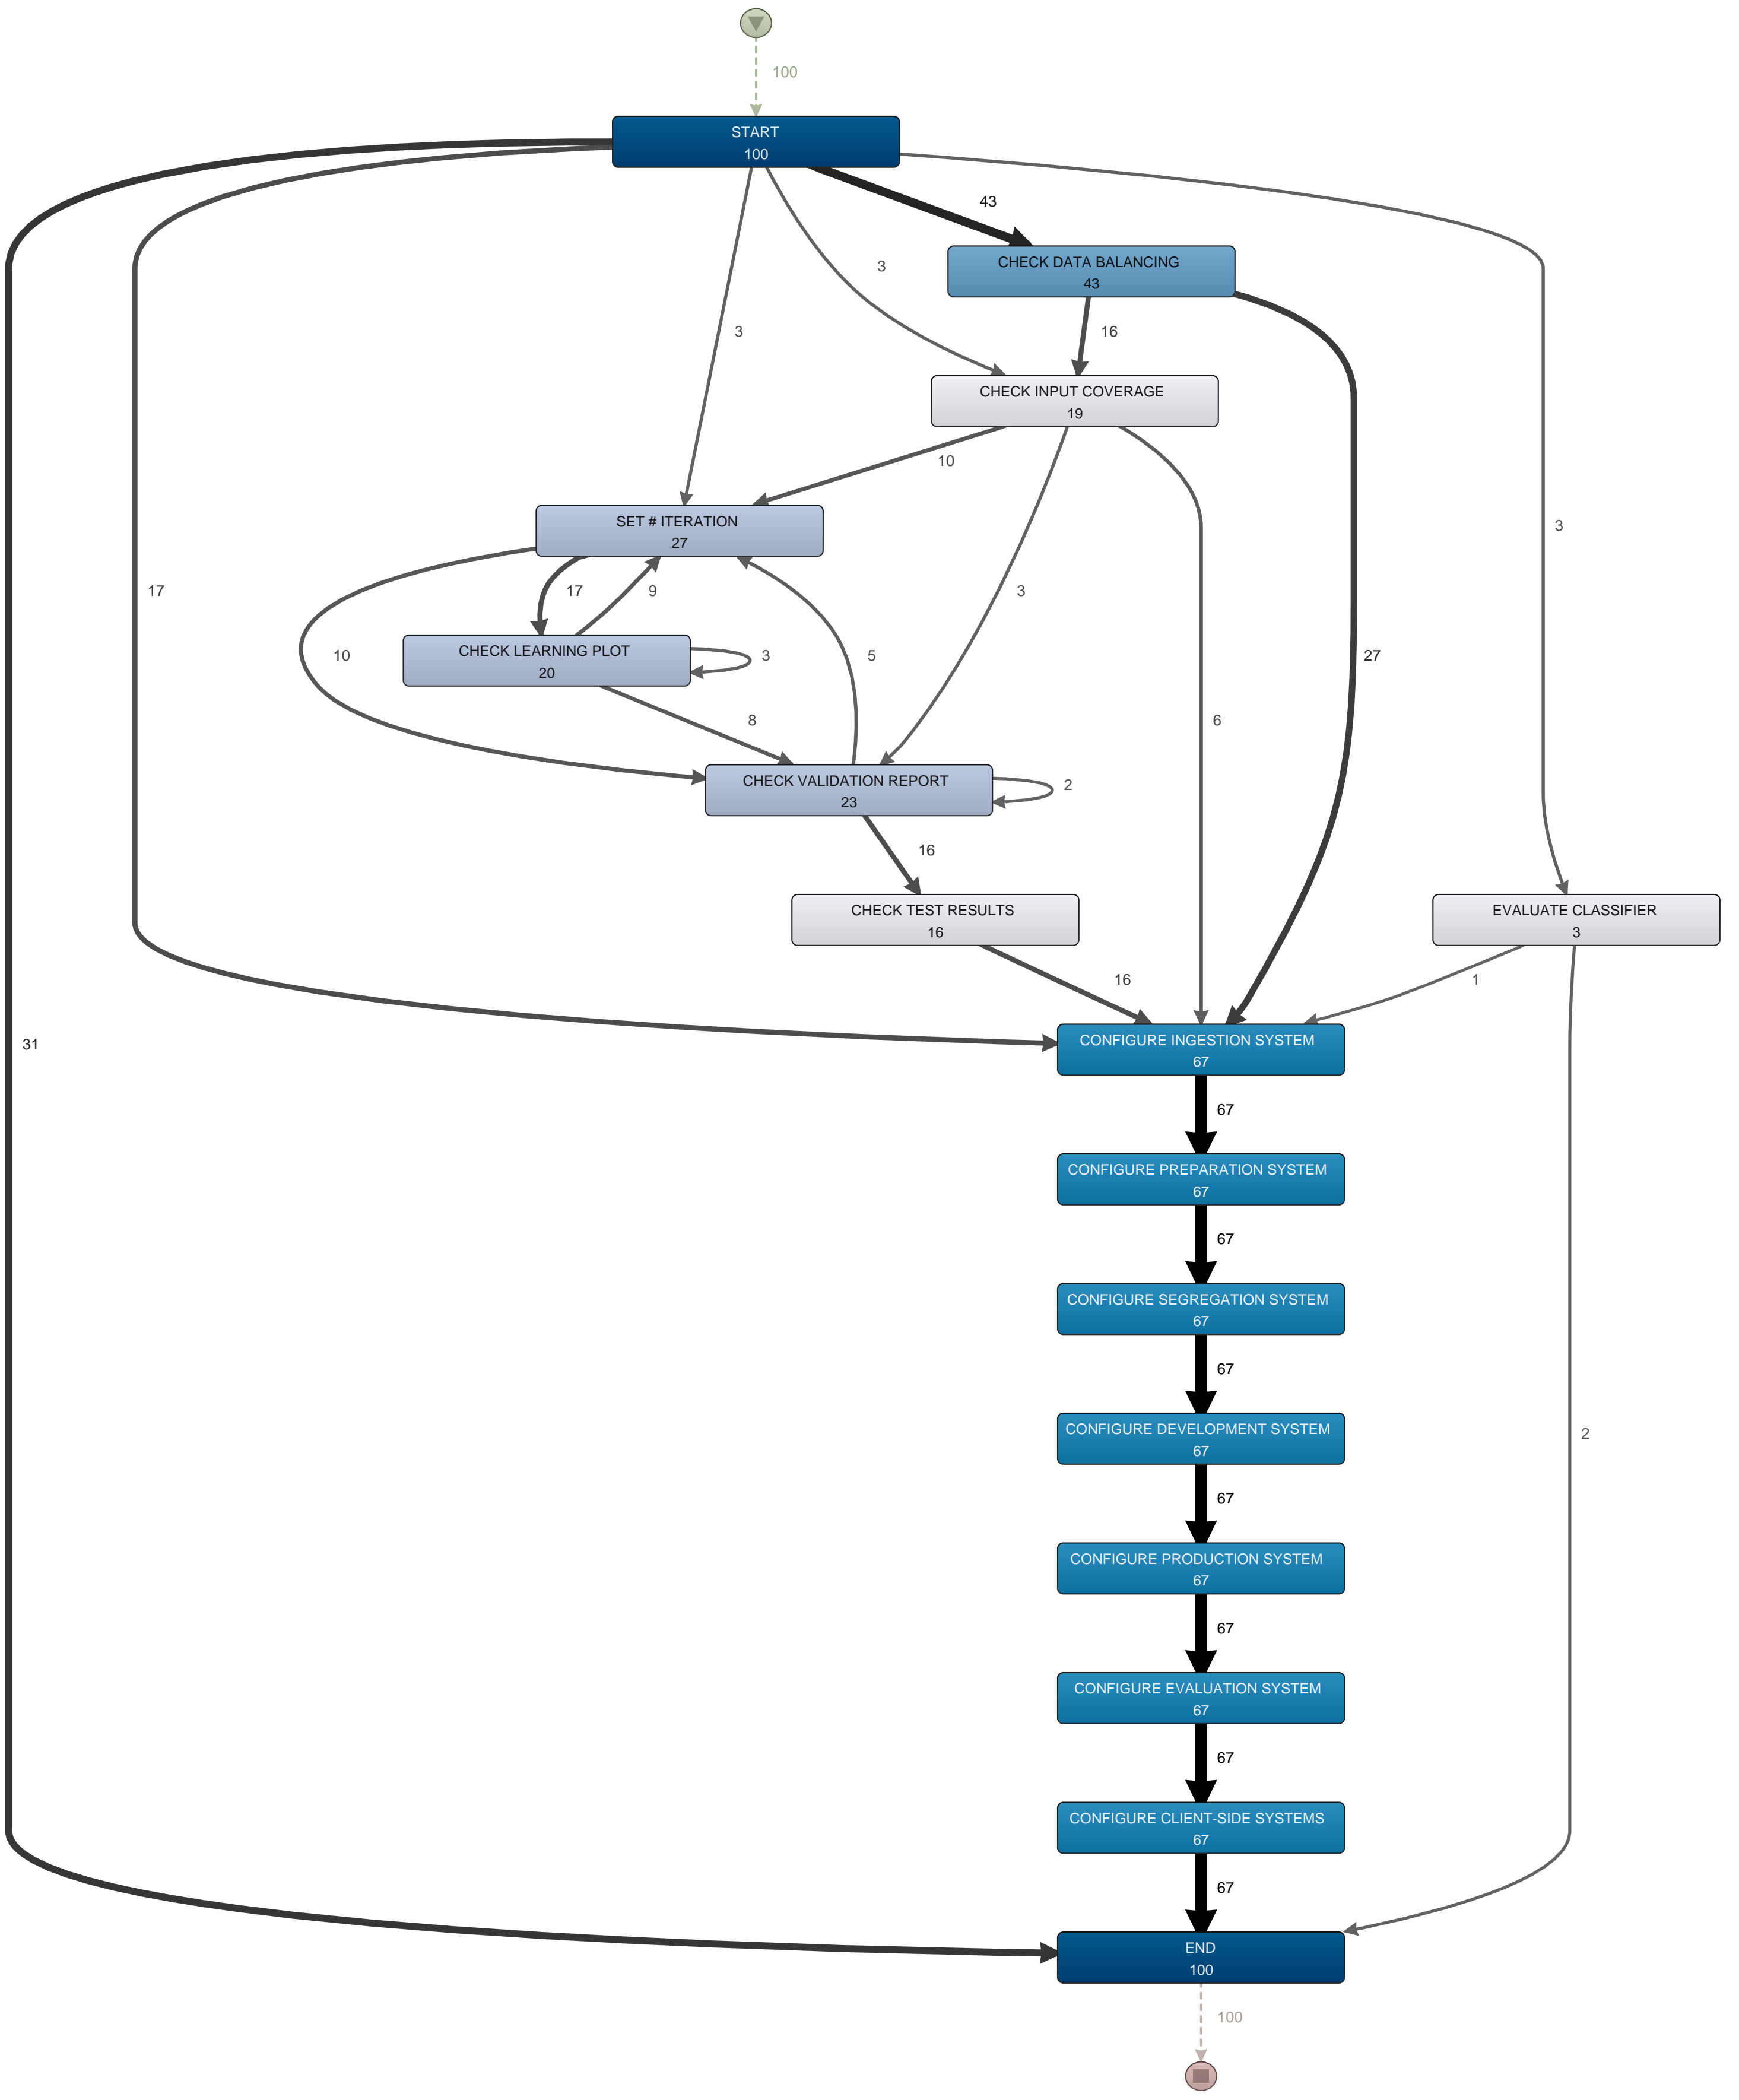 100
START
100
43
CHECK DATA BALANCING
43
3
3
16
CHECK INPUT COVERAGE
19
10
SET # ITERATION
27
3
17
17
9
3
CHECK LEARNING PLOT
20
10
3
5
27
8
6
CHECK VALIDATION REPORT
23
2
16
CHECK TEST RESULTS
16
EVALUATE CLASSIFIER
3
16
1
31
CONFIGURE INGESTION SYSTEM
67
67
CONFIGURE PREPARATION SYSTEM
67
67
CONFIGURE SEGREGATION SYSTEM
67
67
CONFIGURE DEVELOPMENT SYSTEM
67
2
67
CONFIGURE PRODUCTION SYSTEM
67
67
CONFIGURE EVALUATION SYSTEM
67
67
CONFIGURE CLIENT-SIDE SYSTEMS
67
67
END
100
100